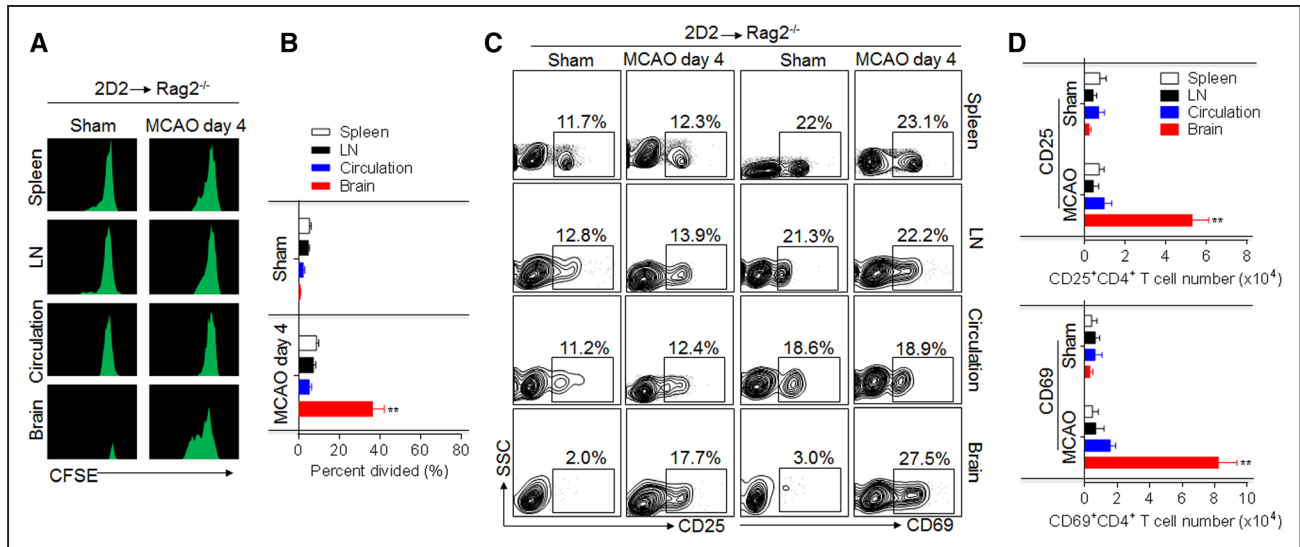 A
2D2→ Rag2-/-
Sham MCAO day 4
Spleen
LN
Circulation
Brain
CFSE
B
Spleen
LN
Circulation
Brain
Sham
MCAO day 4
**
0 20 40 60 80
Percent divided (%)
C
2D2→ Rag2-/-
Sham MCAO day 4 Sham MCAO day 4
11.7% 12.3% 22% 23.1%
Spleen
12.8% 13.9% 21.3% 22.2%
LN
11.2% 12.4% 18.6% 18.9%
Circulation
2.0% 17.7% 3.0% 27.5%
Brain
SSC
CD25 CD69
D
Spleen
LN
Circulation
Brain
CD25
Sham
MCAO
**
0 2 4 6 8
CD25+CD4+ T cell number (x10⁴)
CD69
Sham
MCAO
**
0 2 4 6 8 10
CD69+CD4+ T cell number (x10⁴)